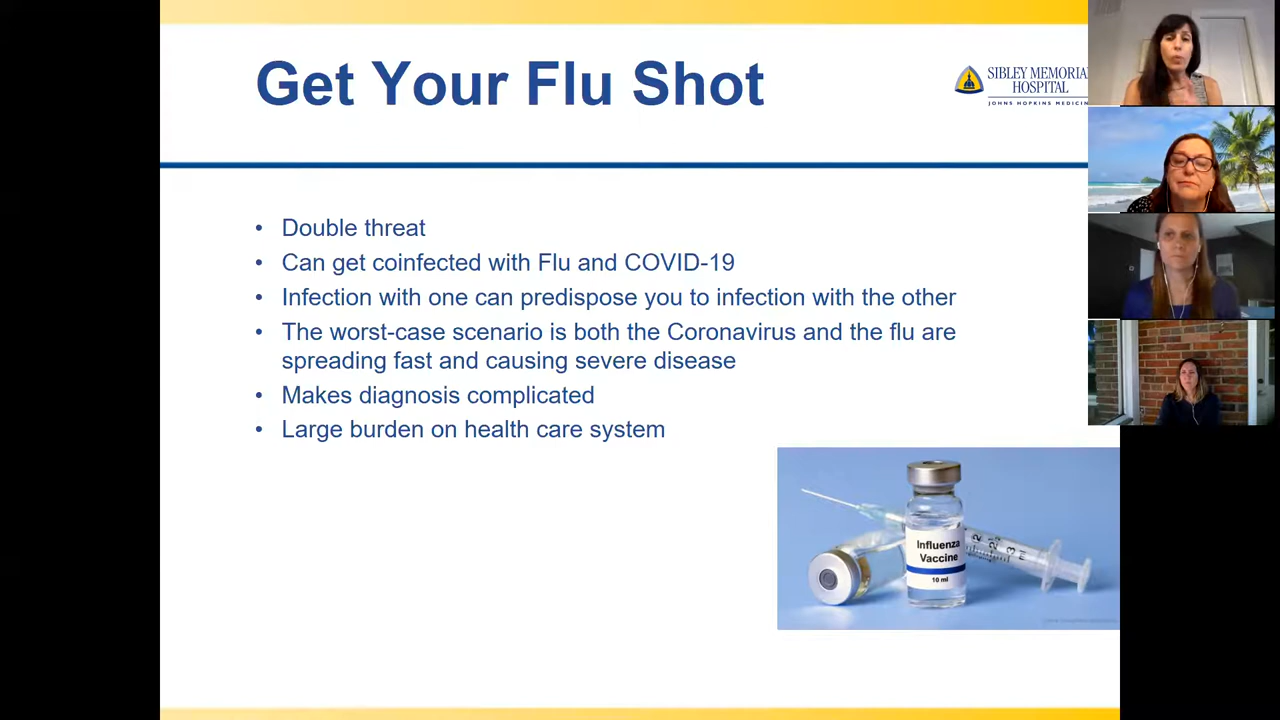 Get Your Flu Shot
SIBLEY MEMORIAL
HOSPITAL
JOHNS HOPKINS MEDICIN
• Double threat
• Can get coinfected with Flu and COVID-19
• Infection with one can predispose you to infection with the other
• The worst-case scenario is both the Coronavirus and the flu are
spreading fast and causing severe disease
• Makes diagnosis complicated
• Large burden on health care system
Influenza
Vaccine
10 ml